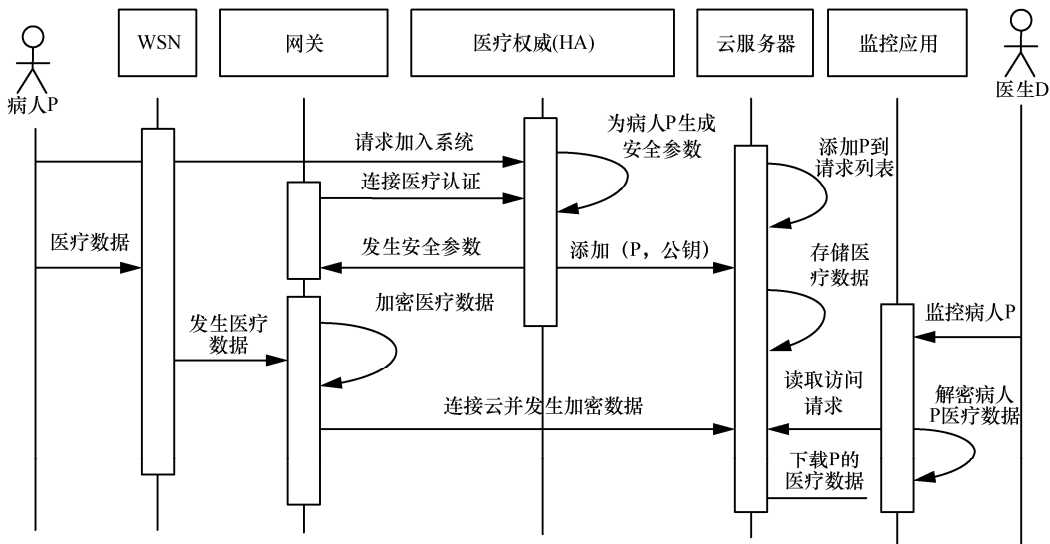 WSN
网关
医疗权威(HA)
云服务器
监控应用
病人P
医生D
请求加入系统
为病人P生成
安全参数
添加P到
请求列表
连接医疗认证
医疗数据
发生安全参数
添加（P，公钥）
存储医
疗数据
加密医疗数据
发生医疗
数据
监控病人P
读取访问
请求
解密病人
P医疗数据
连接云并发生加密数据
下载P的
医疗数据